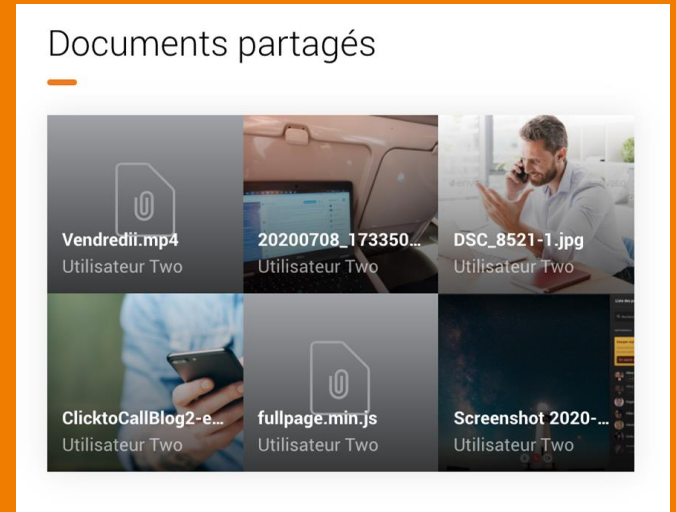 Documents partagés
Vendredii.mp4
Utilisateur Two
20200708_173350...
Utilisateur Two
DSC_8521-1.jpg
Utilisateur Two
ClicktoCallBlog2-e...
Utilisateur Two
fullpage.min.js
Utilisateur Two
Screenshot 2020-...
Utilisateur Two